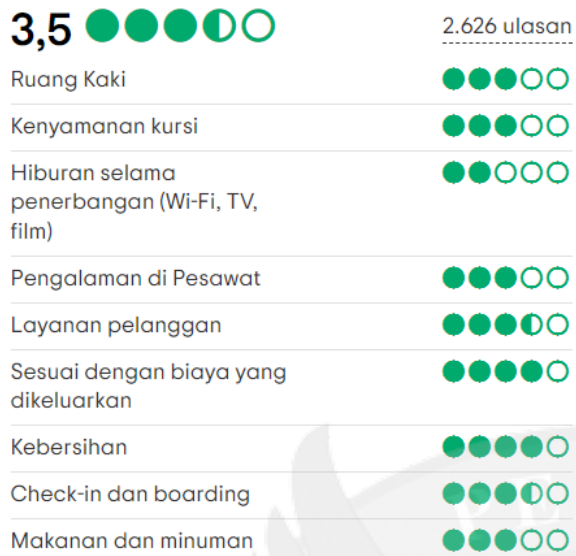 3,5
2.626 ulasan
Ruang Kaki
Kenyamanan kursi
Hiburan selama
penerbangan (Wi-Fi, TV,
film)
Pengalaman di Pesawat
Layanan pelanggan
Sesuai dengan biaya yang
dikeluarkan
Kebersihan
Check-in dan boarding
Makanan dan minuman
P E